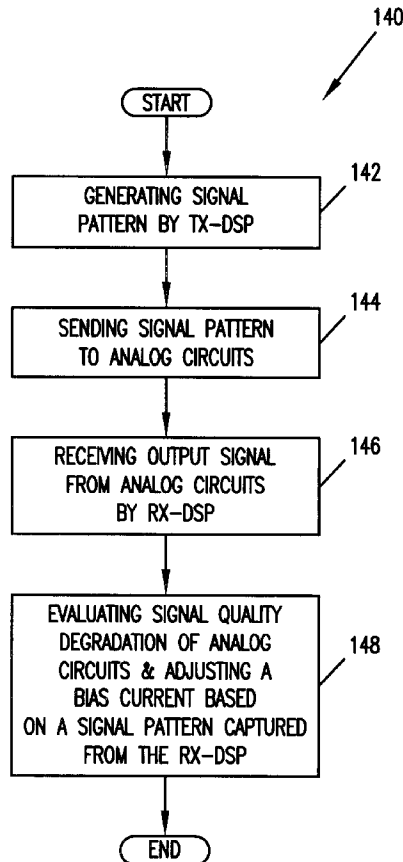 140
START
142
GENERATING SIGNAL
PATTERN BY TX-DSP
144
SENDING SIGNAL PATTERN
TO ANALOG CIRCUITS
146
RECEIVING OUTPUT SIGNAL
FROM ANALOG CIRCUITS
BY RX-DSP
EVALUATING SIGNAL QUALITY
DEGRADATION OF ANALOG
CIRCUITS & ADJUSTING A
148
BIAS CURRENT BASED
ON A SIGNAL PATTERN CAPTURED
FROM THE RX-DSP
END